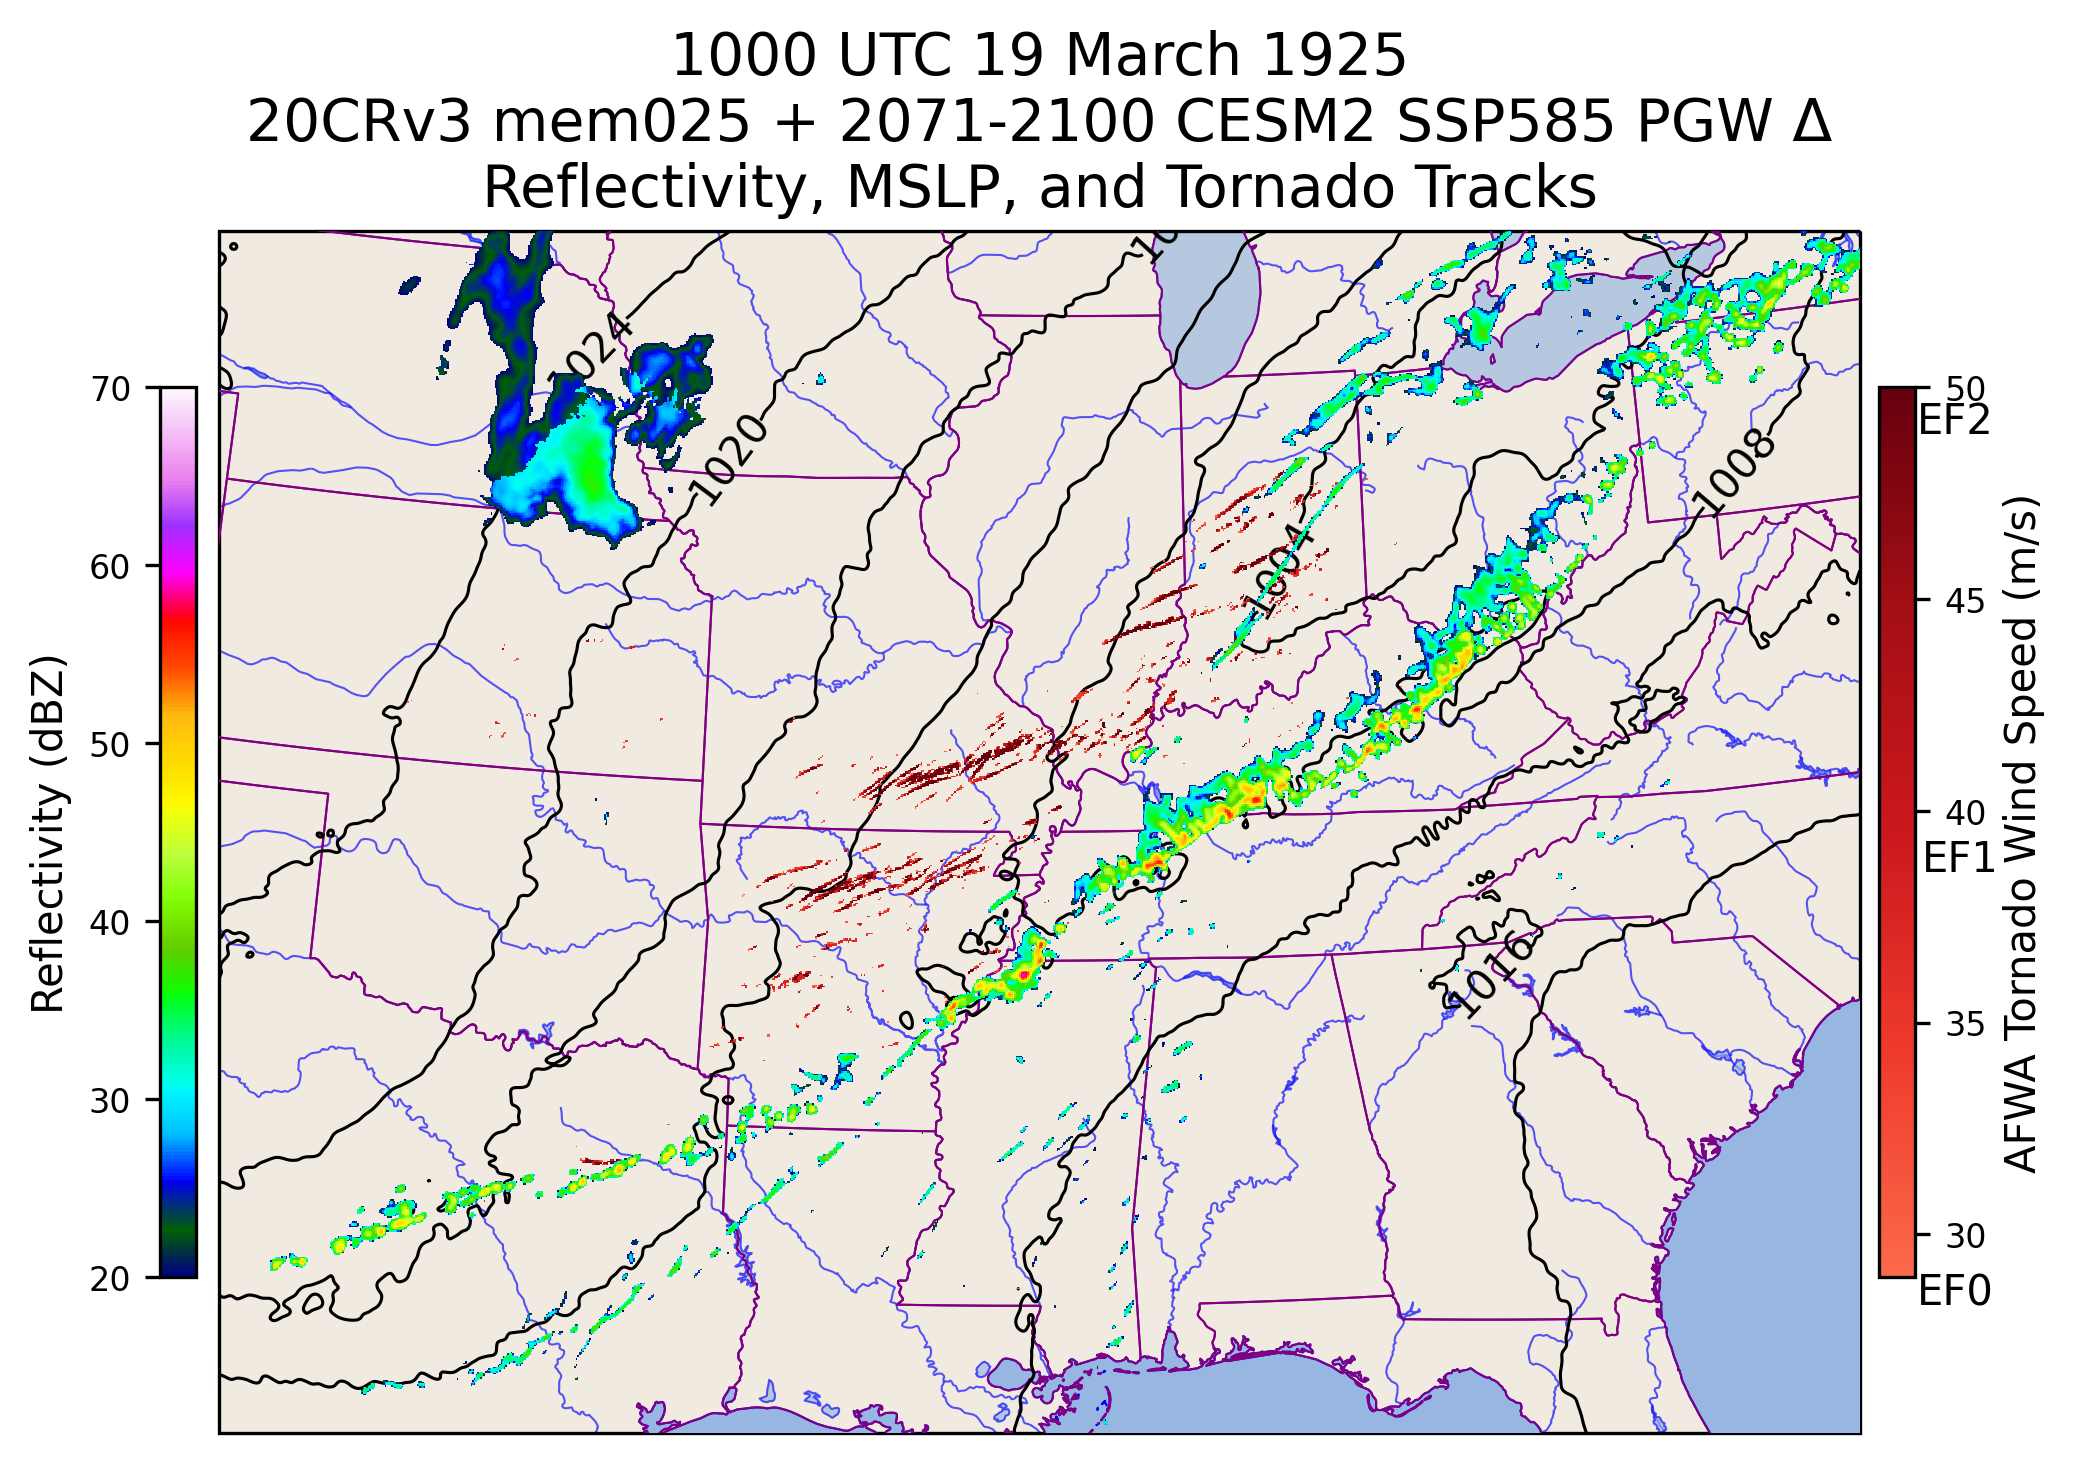 1000 UTC 19 March 1925
20CRv3 mem025 + 2071-2100 CESM2 SSP585 PGW Δ
Reflectivity, MSLP, and Tornado Tracks
Reflectivity (dBZ)
70
60
50
40
30
20
1024
1020
1004
1008
1016
50
EF2
45
40
EF1
35
30
EF0
AFWA Tornado Wind Speed (m/s)